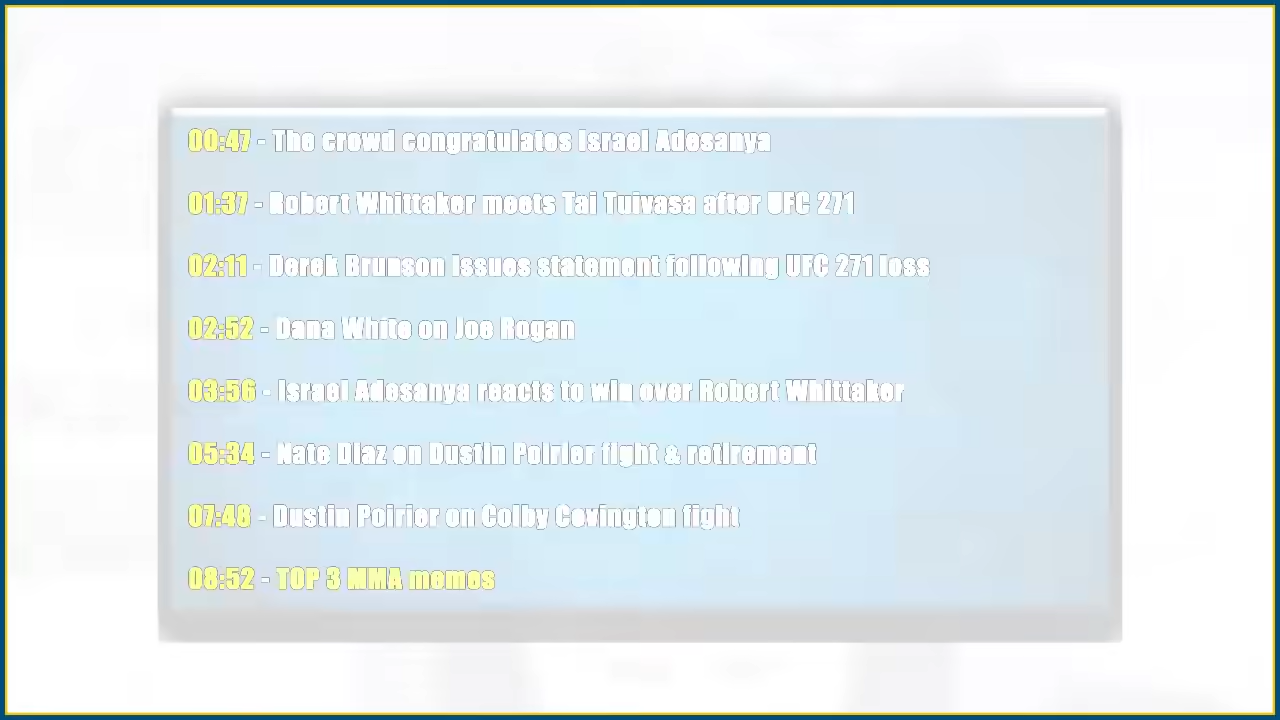 00:47 - The crowd congratulates Israel Adesanya
01:37 - Robert Whittaker meets Tai Tuivasa after UFC 271
02:11 - Derek Brunson issues statement following UFC 271 loss
02:52 - Dana White on Joe Rogan
03:56 - Israel Adesanya reacts to win over Robert Whittaker
05:34 - Nate Diaz on Dustin Poirier fight & retirement
07:48 - Dustin Poirier on Colby Covington fight
08:52 - TOP 3 MMA memes